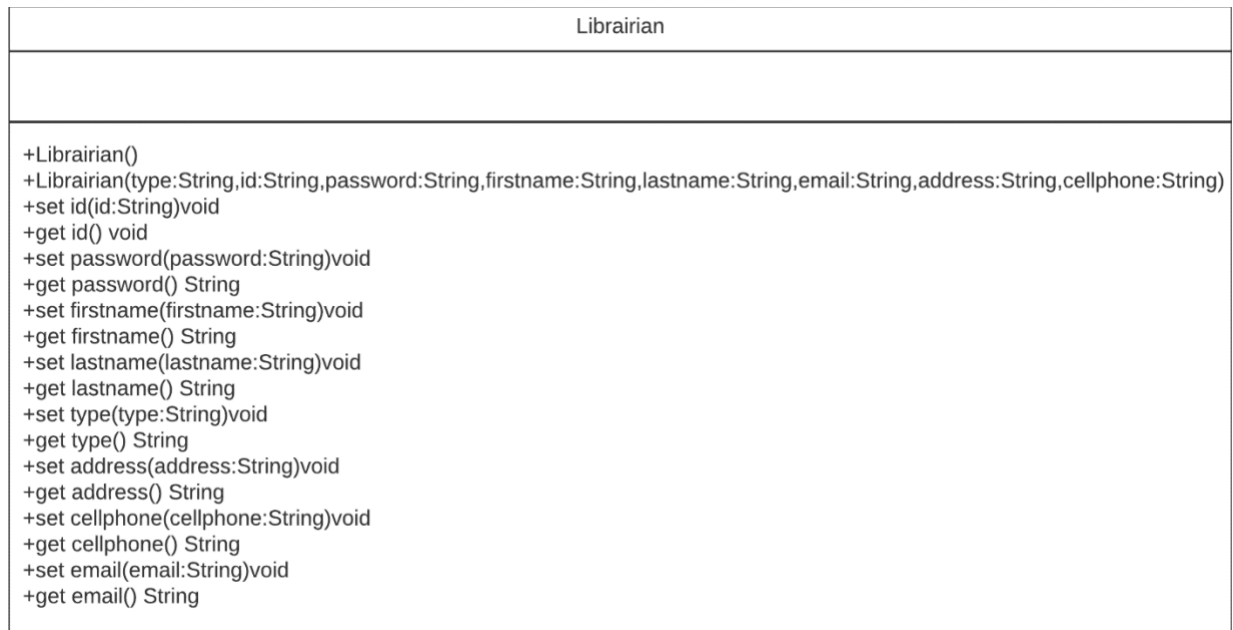 Librairian
+Librairian()
+Librairian(type:String,id:String,password:String,firstname:String,lastname:String,email:String,address:String,cellphone:String)
+set id(id:String)void
+get id() void
+set password(password:String)void
+get password() String
+set firstname(firstname:String)void
+get firstname() String
+set lastname(lastname:String)void
+get lastname() String
+set type(type:String)void
+get type() String
+set address(address:String)void
+get address() String
+set cellphone(cellphone:String)void
+get cellphone() String
+set email(email:String)void
+get email() String